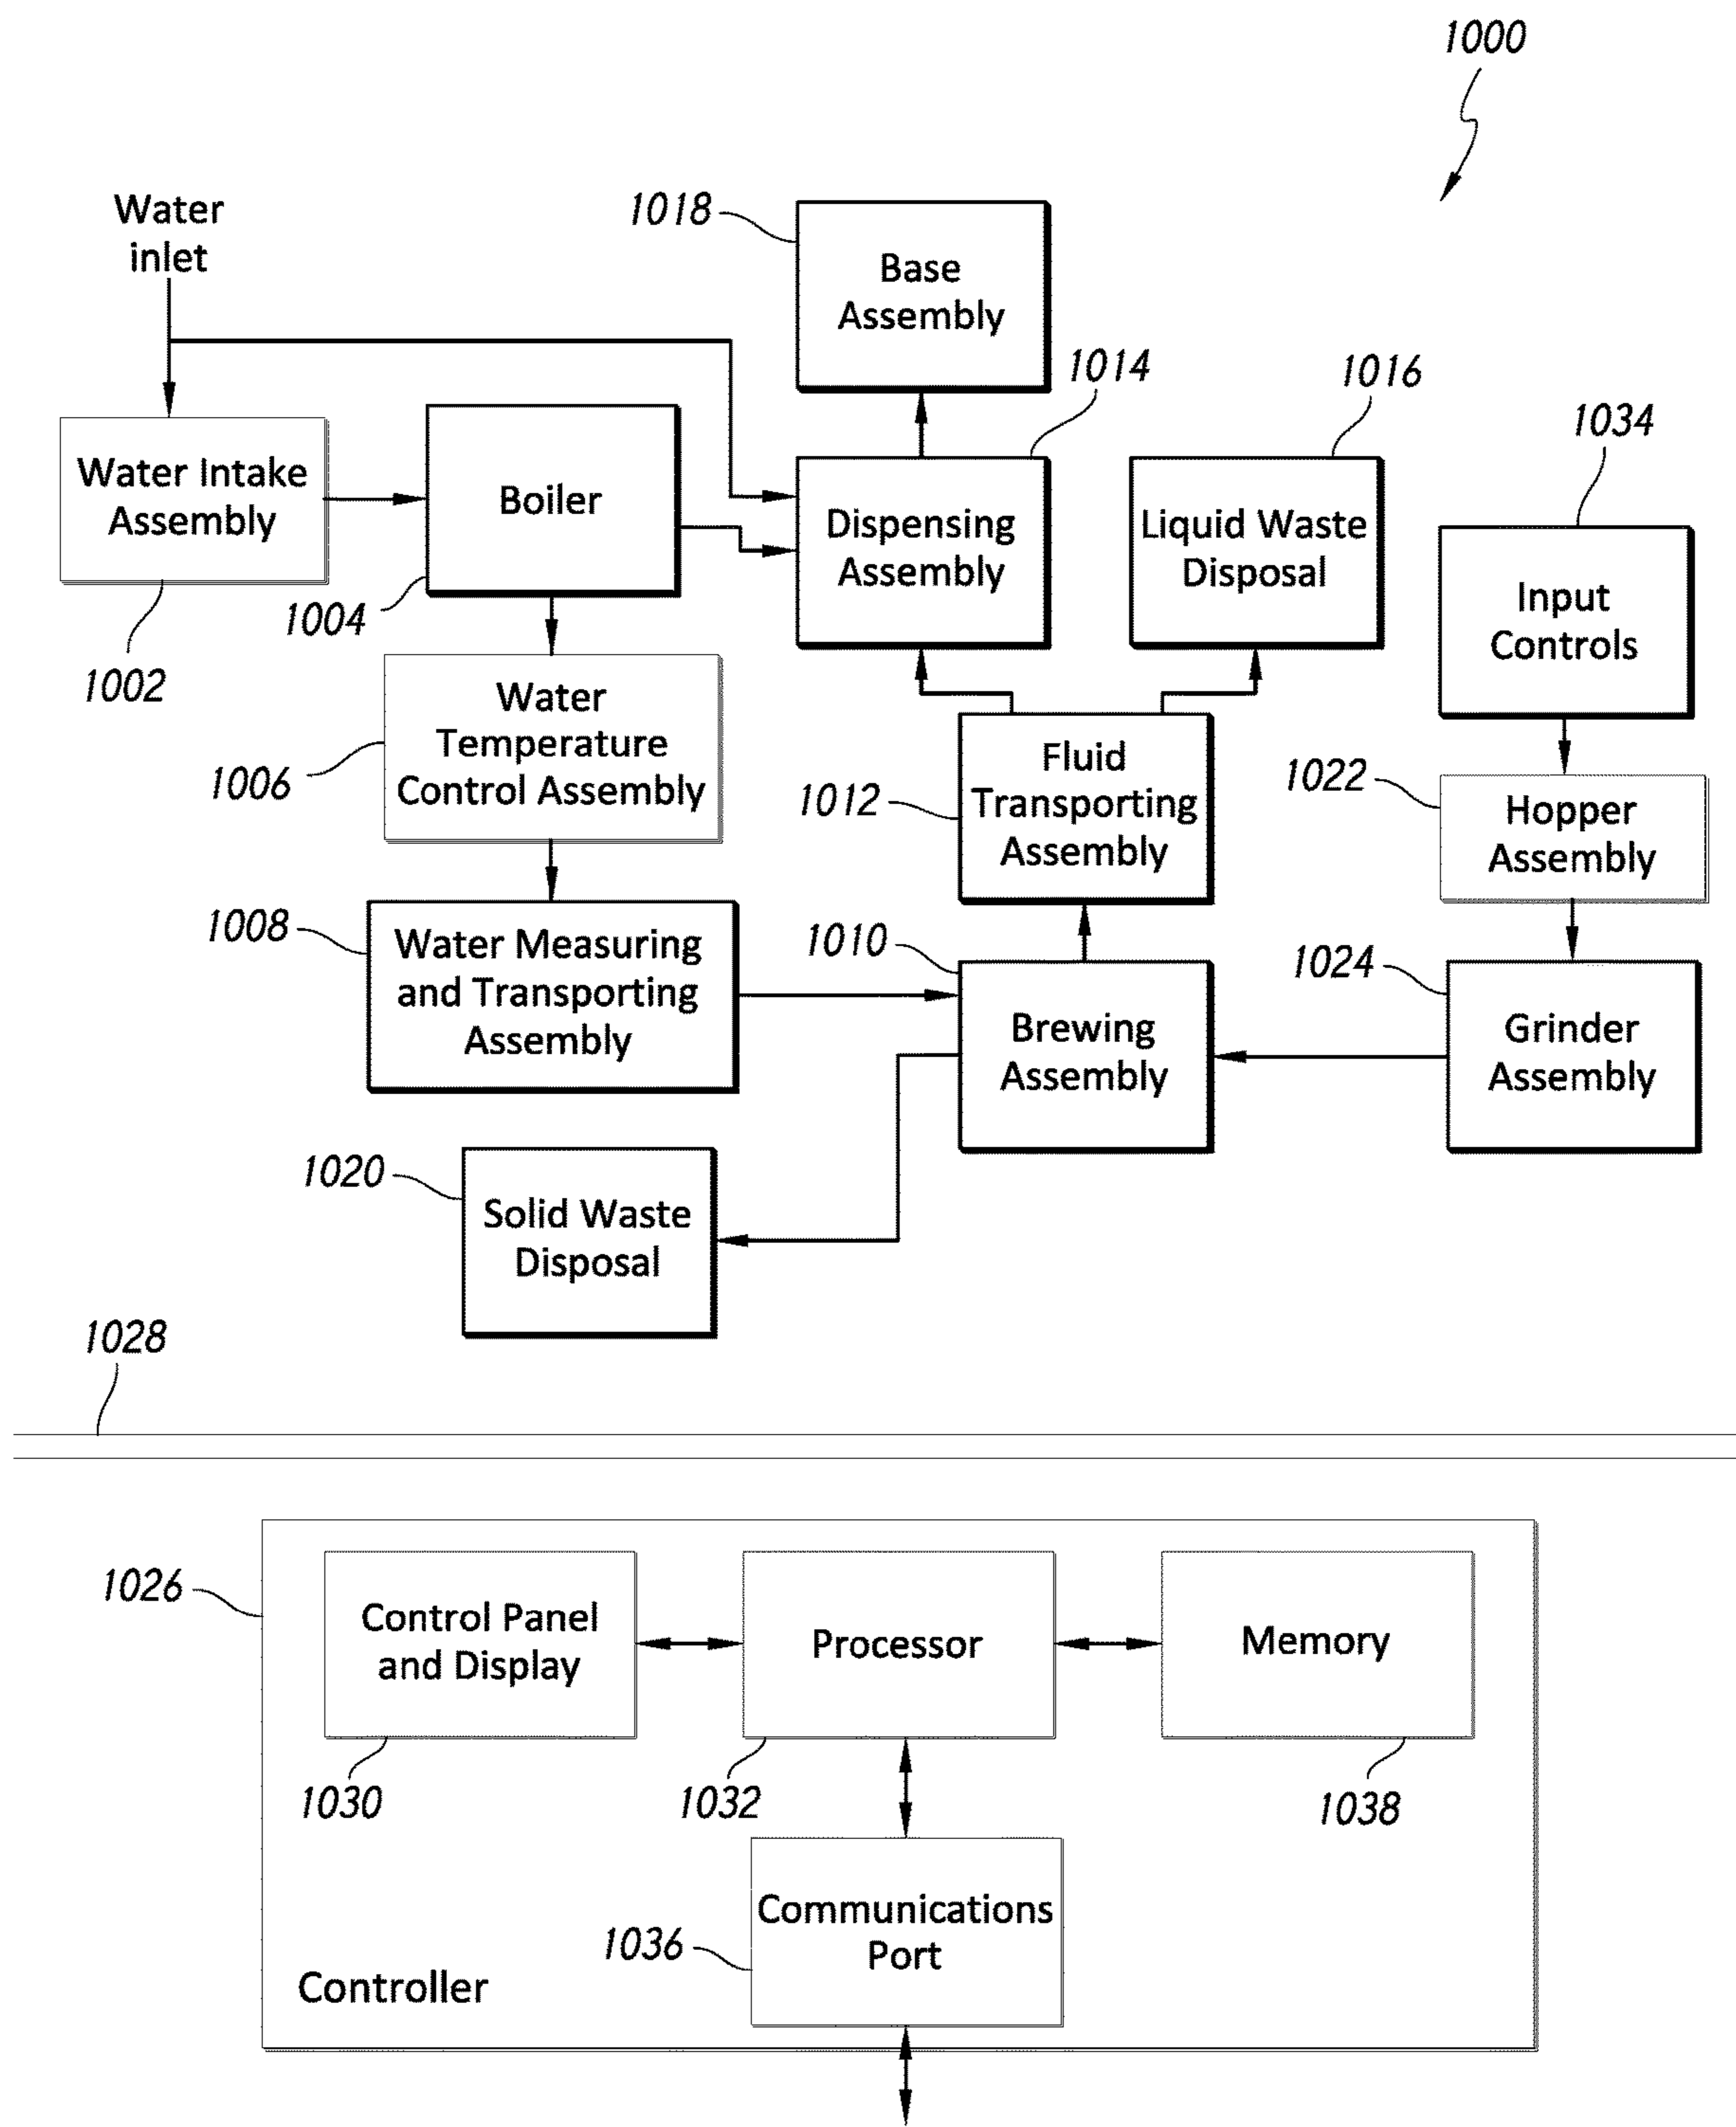 1000
Water
inlet
1018
Base
Assembly
1014
1016
1034
Water Intake
Assembly
Boiler
Dispensing
Assembly
Liquid Waste
Disposal
Input
Controls
1004
1002
Water
Temperature
Control Assembly
1006
Fluid
Transporting
Assembly
1012
1022
Hopper
Assembly
1008
Water Measuring
and Transporting
Assembly
1010
Brewing
Assembly
1024
Grinder
Assembly
1020
Solid Waste
Disposal
1028
1026
Control Panel
and Display
Processor
Memory
1030
1032
1038
Communications
Port
1036
Controller